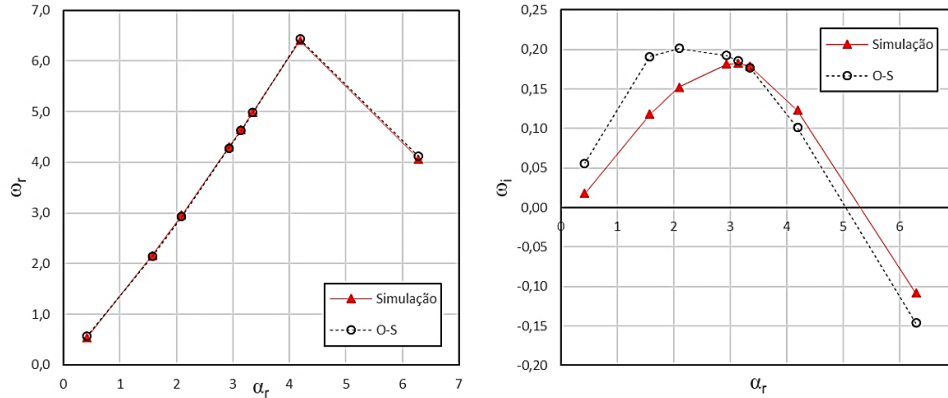 7,0
6,0
5,0
4,0
3,0
2,0
1,0
0,0
ωr
0 1 2 3 4 5 6 7
αr
Simulação
O-S
0,25
0,20
0,15
0,10
0,05
0,00
-0,05
-0,10
-0,15
-0,20
ωi
0 1 2 3 4 5 6
αr
Simulação
O-S